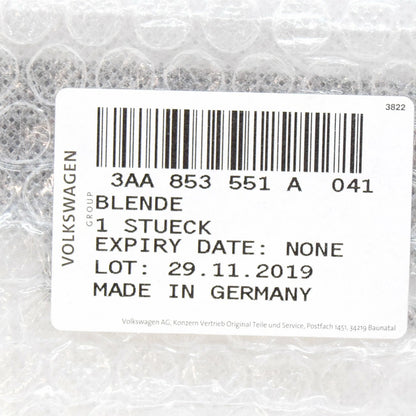 3822
3AA 853 551 A 041
VOLKSWAGEN
GROUP
BLENDE
1 STUECK
EXPIRY DATE: NONE
LOT: 29.11.2019
MADE IN GERMANY
Volkswagen AG, Konzern Vertrieb Original Teile und Service, Postfach 1451, 34219 Baunatal